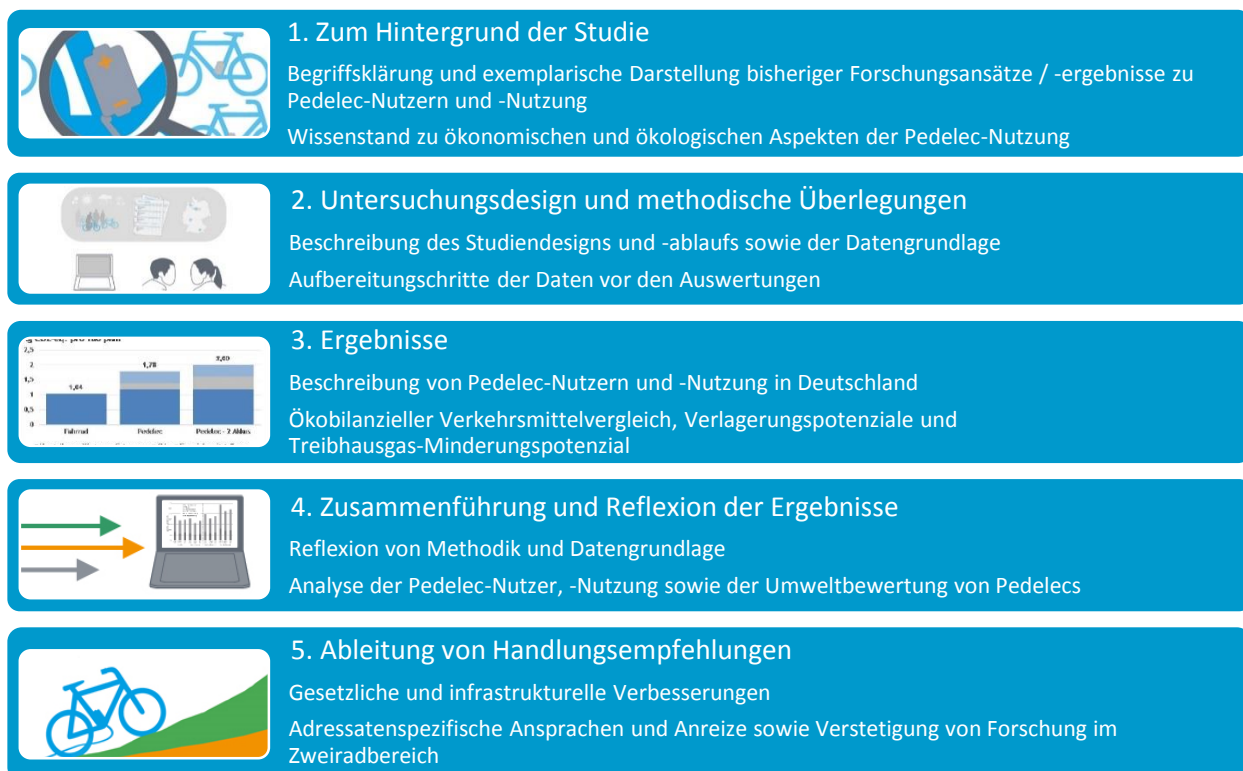 1. Zum Hintergrund der Studie
Begriffsklärung und exemplarische Darstellung bisheriger Forschungsansätze / -ergebnisse zu
Pedelec-Nutzern und -Nutzung
Wissenstand zu ökonomischen und ökologischen Aspekten der Pedelec-Nutzung
2. Untersuchungsdesign und methodische Überlegungen
Beschreibung des Studiendesigns und -ablaufs sowie der Datengrundlage
Aufbereitungschritte der Daten vor den Auswertungen
2,5
2
1,5
1
0,5
0
1,04
1,78
2,00
Fahrrad
Pedelec
Pedelec - 2 Akkus
3. Ergebnisse
Beschreibung von Pedelec-Nutzern und -Nutzung in Deutschland
Ökobilanzieller Verkehrsmittelvergleich, Verlagerungspotenziale und
Treibhausgas-Minderungspotenzial
4. Zusammenführung und Reflexion der Ergebnisse
Reflexion von Methodik und Datengrundlage
Analyse der Pedelec-Nutzer, -Nutzung sowie der Umweltbewertung von Pedelecs
5. Ableitung von Handlungsempfehlungen
Gesetzliche und infrastrukturelle Verbesserungen
Adressatenspezifische Ansprachen und Anreize sowie Verstetigung von Forschung im
Zweiradbereich